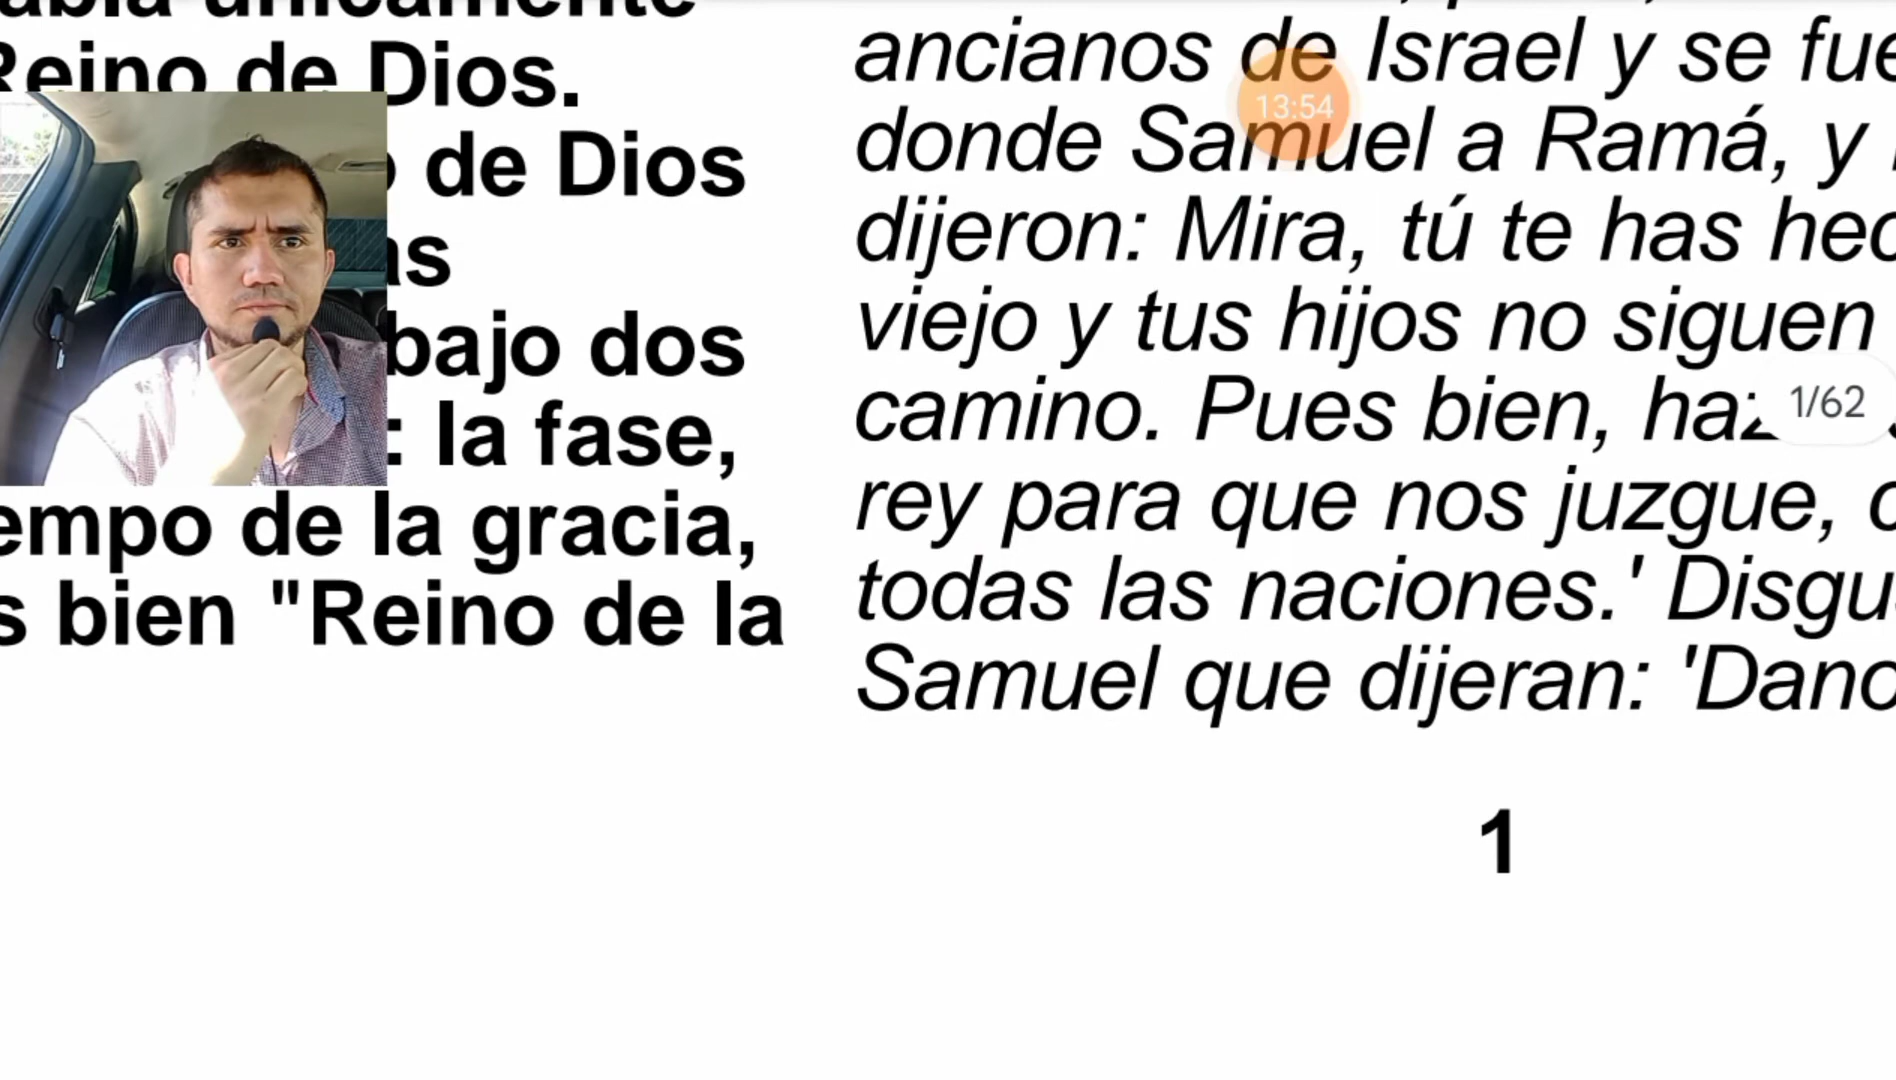 Reino de Dios.
de Dios
bajo dos
: la fase,
de la gracia,
s bien "Reino de la
ancianos de Israel y se fue
donde Samuel a Ramá, y
dijeron: Mira, tú te has hec
viejo y tus hijos no siguen
camino. Pues bien, haz
rey para que nos juzgue, c
todas las naciones.' Disgu
Samuel que dijeran: 'Dano
1
13:54
1/62